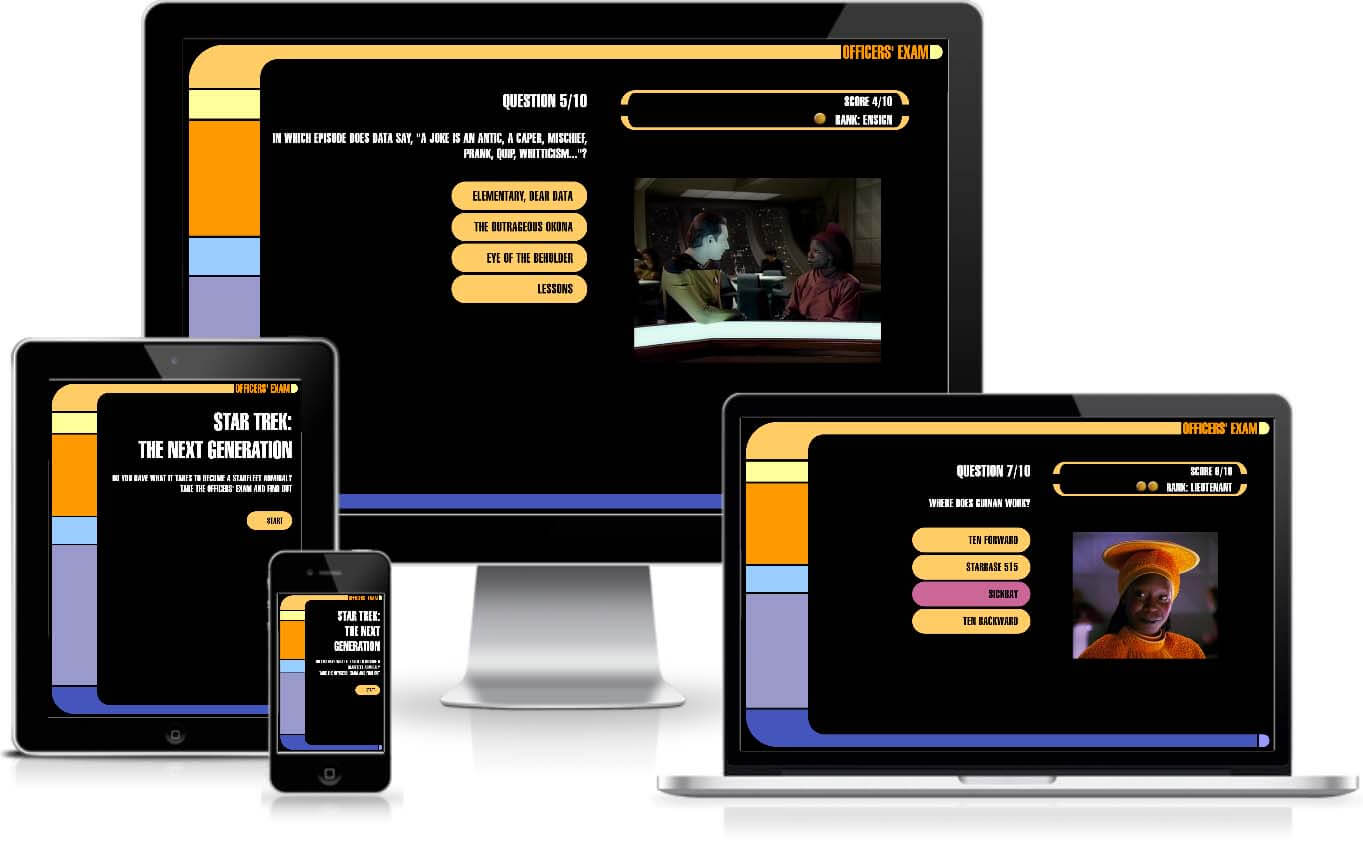 OFFICERS' EXAM
QUESTION 5/10
SCORE 4/10
RANK: ENSIGN
IN WHICH EPISODE DOES DATA SAY, "A JOKE IS AN ANTIC, A CAPER, MISCHIEF,
PRANK, QUIP, WHITTICISM..."?
ELEMENTARY, DEAR DATA
THE OUTRAGEOUS OKONA
EYE OF THE BEHOLDER
LESSONS
OFFICERS' EXAM
STAR TREK:
THE NEXT GENERATION
DO YOU HAVE WHAT IT TAKES TO BECOME A STARFLEET ADMIRAL?
TAKE THE OFFICERS' EXAM AND FIND OUT
START
OFFICERS' EXAM
STAR TREK:
THE NEXT
GENERATION
OFFICERS' EXAM
QUESTION 7/10
SCORE 6/10
RANK: LIEUTENANT
WHERE DOES GUINAN WORK?
TEN FORWARD
STARBASE 515
SICKBAY
TEN BACKWARD